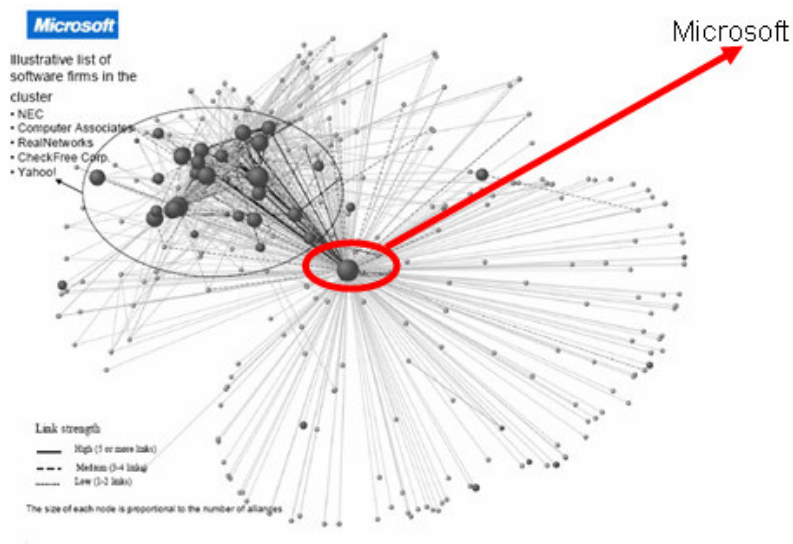 Microsoft
Microsoft
Illustrative list of
software firms in the
cluster
• NEC
• Computer Associates
• RealNetworks
• CheckFree Corp.
• Yahoo!
Microsoft
Link strength
High (5 or more links)
Medium (3-4 links)
Low (1-2 links)
The size of each node is proportional to the number of alliances